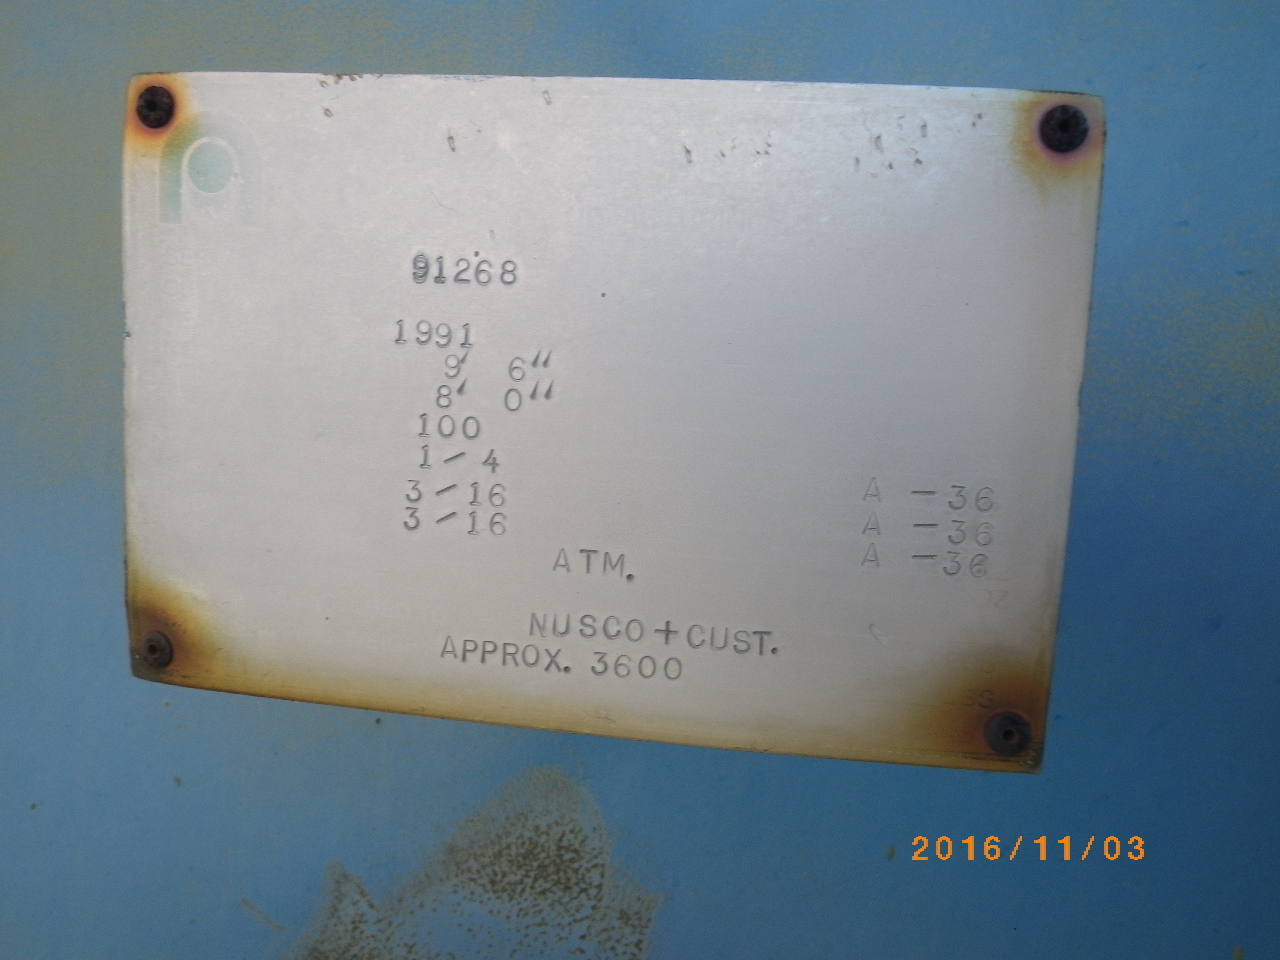 91268
1991
9' 6"
8' 0"
100
1-4
3-16 A -36
3-16 A -36
A -36
ATM.
NUSCO+CUST.
APPROX. 3600
SS
2016/11/03